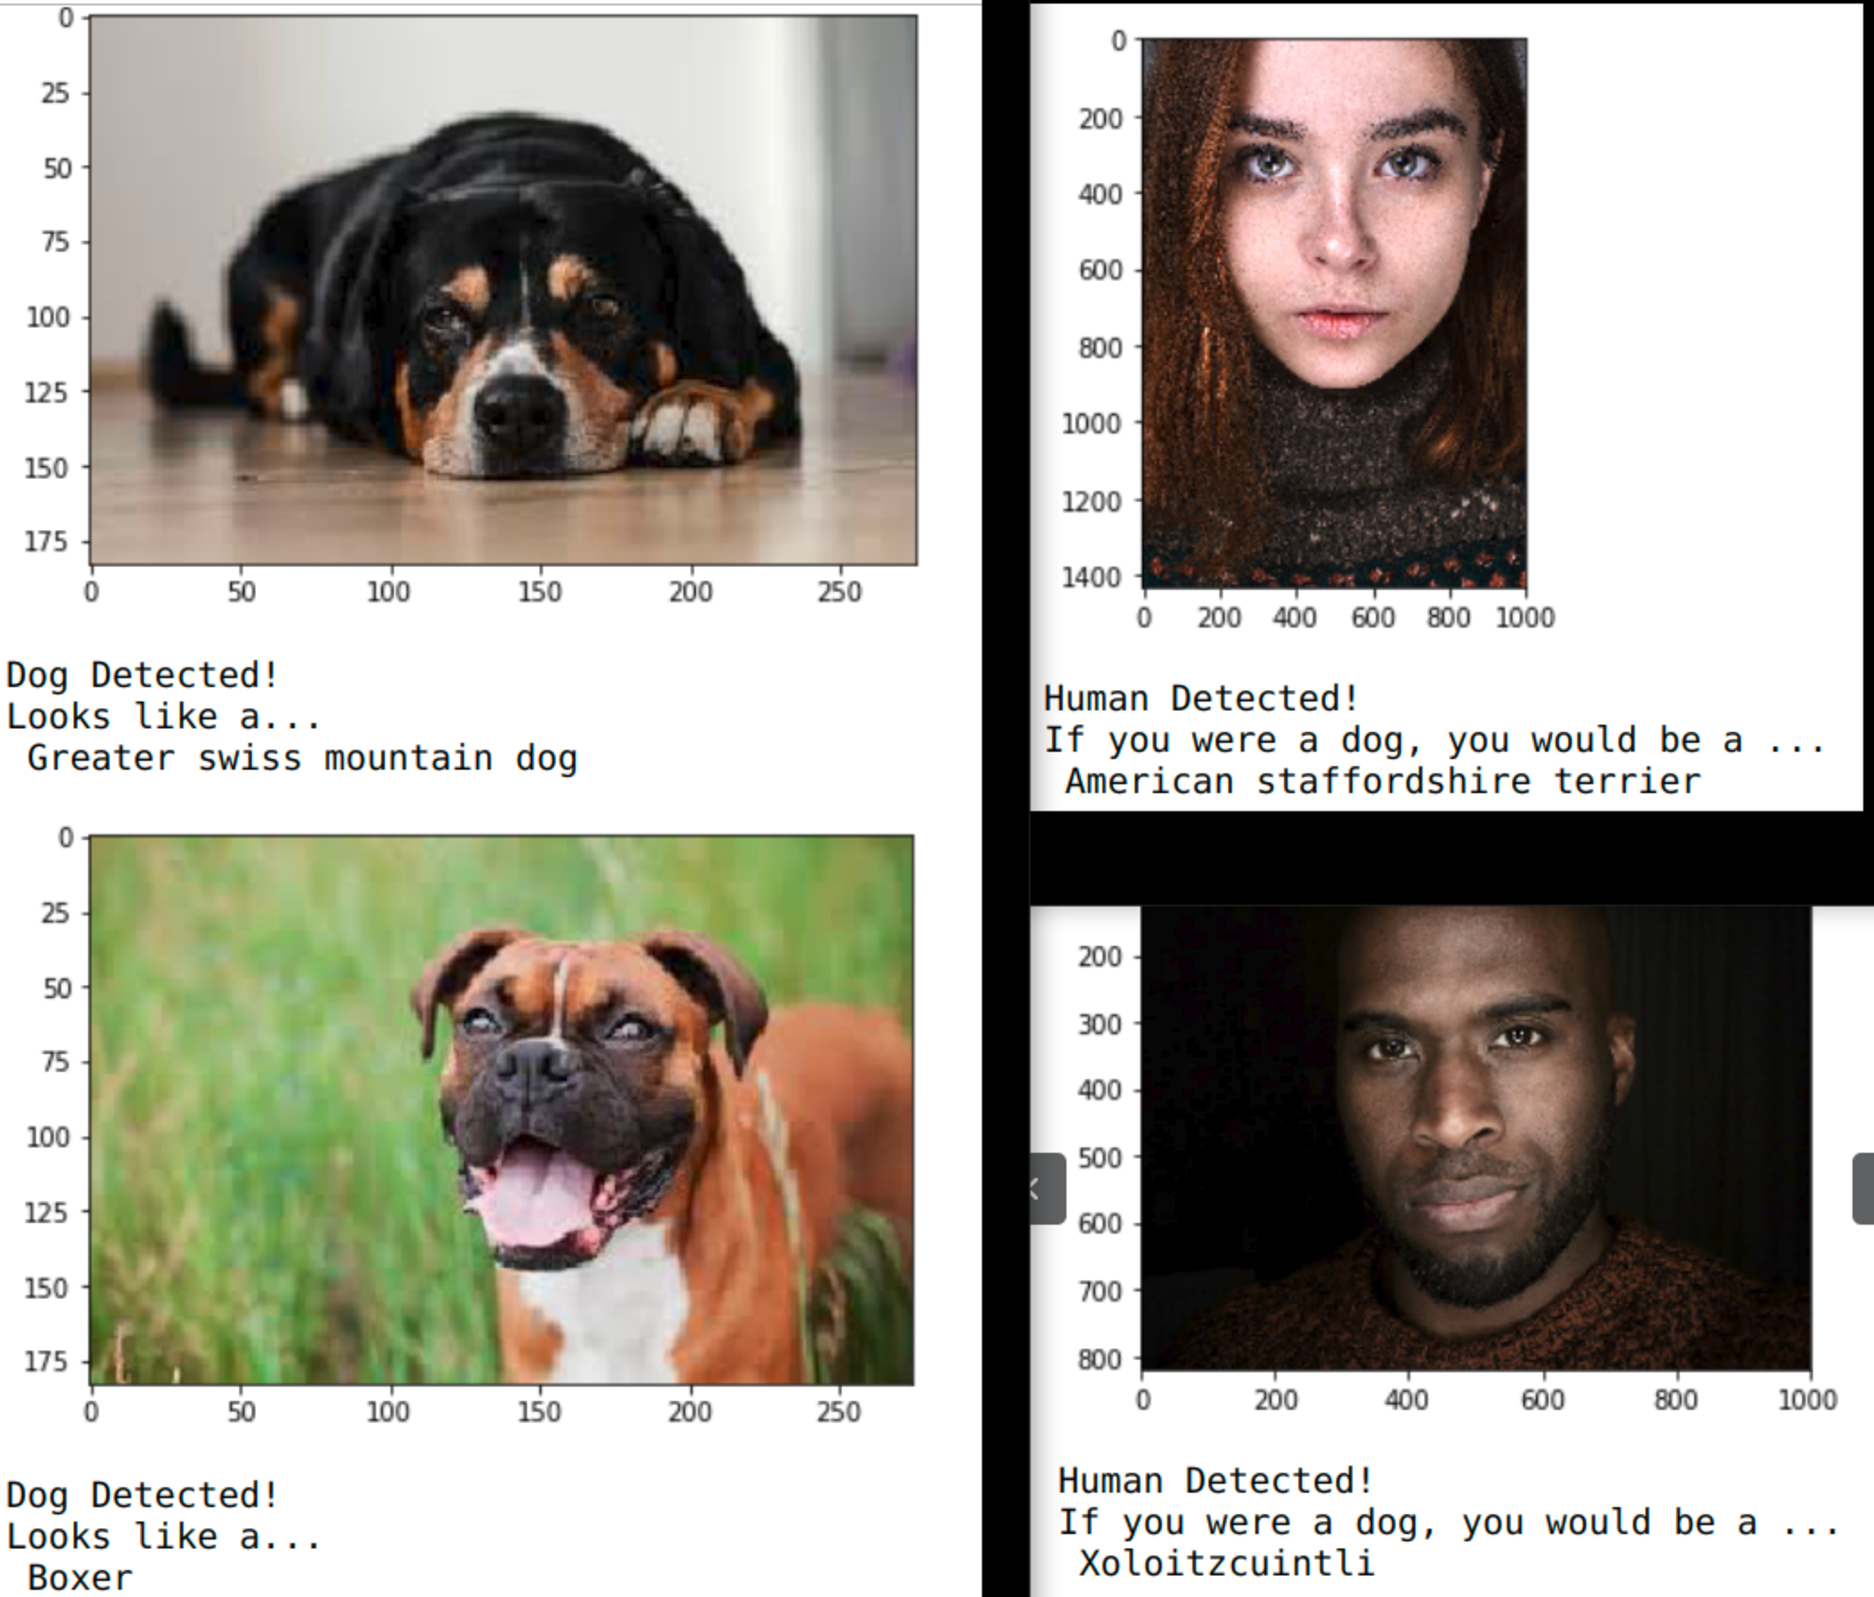 0
25
50
75
100
125
150
175
0 50 100 150 200 250
Dog Detected!
Looks like a...
Greater swiss mountain dog
0
25
50
75
100
125
150
175
0 50 100 150 200 250
Dog Detected!
Looks like a...
Boxer
0
200
400
600
800
1000
1200
1400
0 200 400 600 800 1000
Human Detected!
If you were a dog, you would be a ...
American staffordshire terrier
200
300
400
500
600
700
800
0 200 400 600 800 1000
Human Detected!
If you were a dog, you would be a ...
Xoloitzcuintli